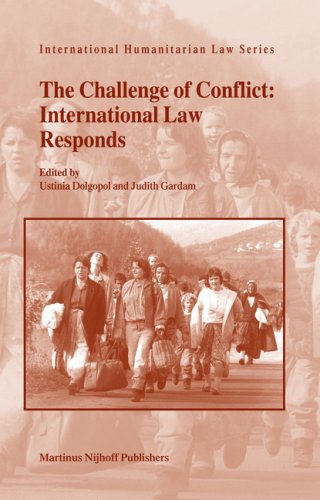 International Humanitarian Law Series
The Challenge of Conflict:
International Law
Responds
Edited by
Ustinia Dolgopol and Judith Gardam
Martinus Nijhoff Publishers